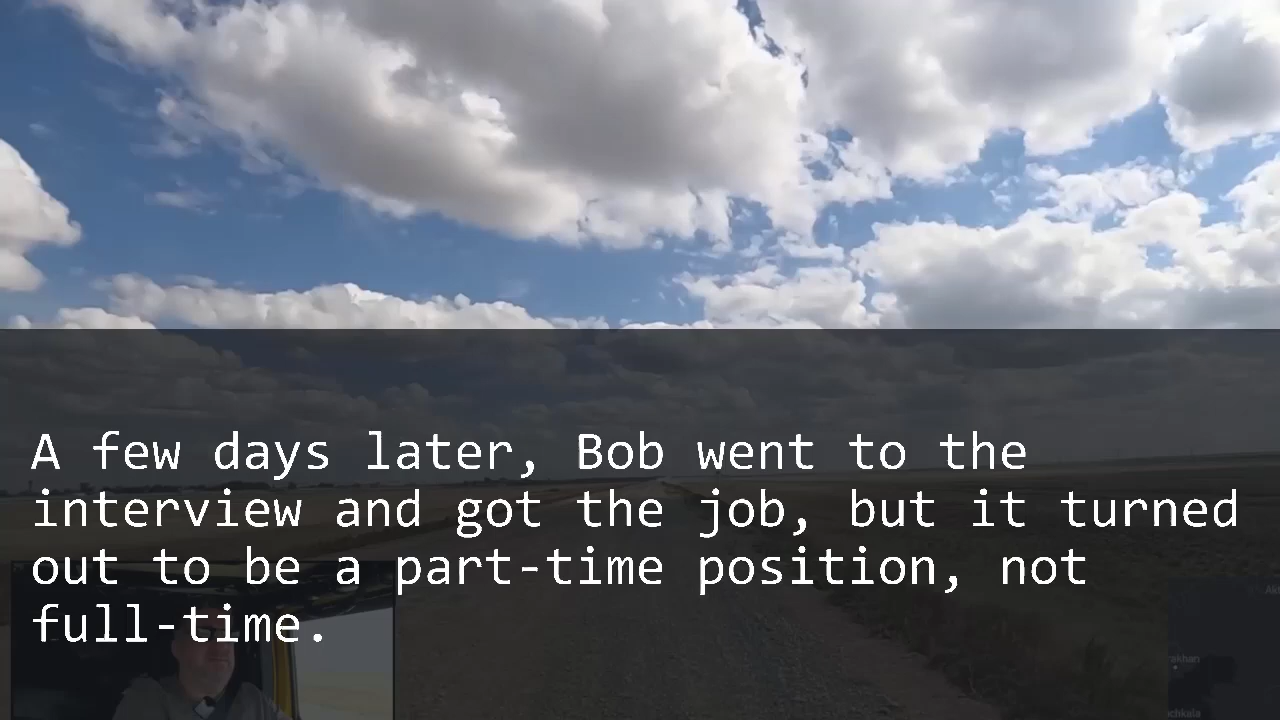 A few days later, Bob went to the
interview and got the job, but it turned
out to be a part-time position, not
full-time.